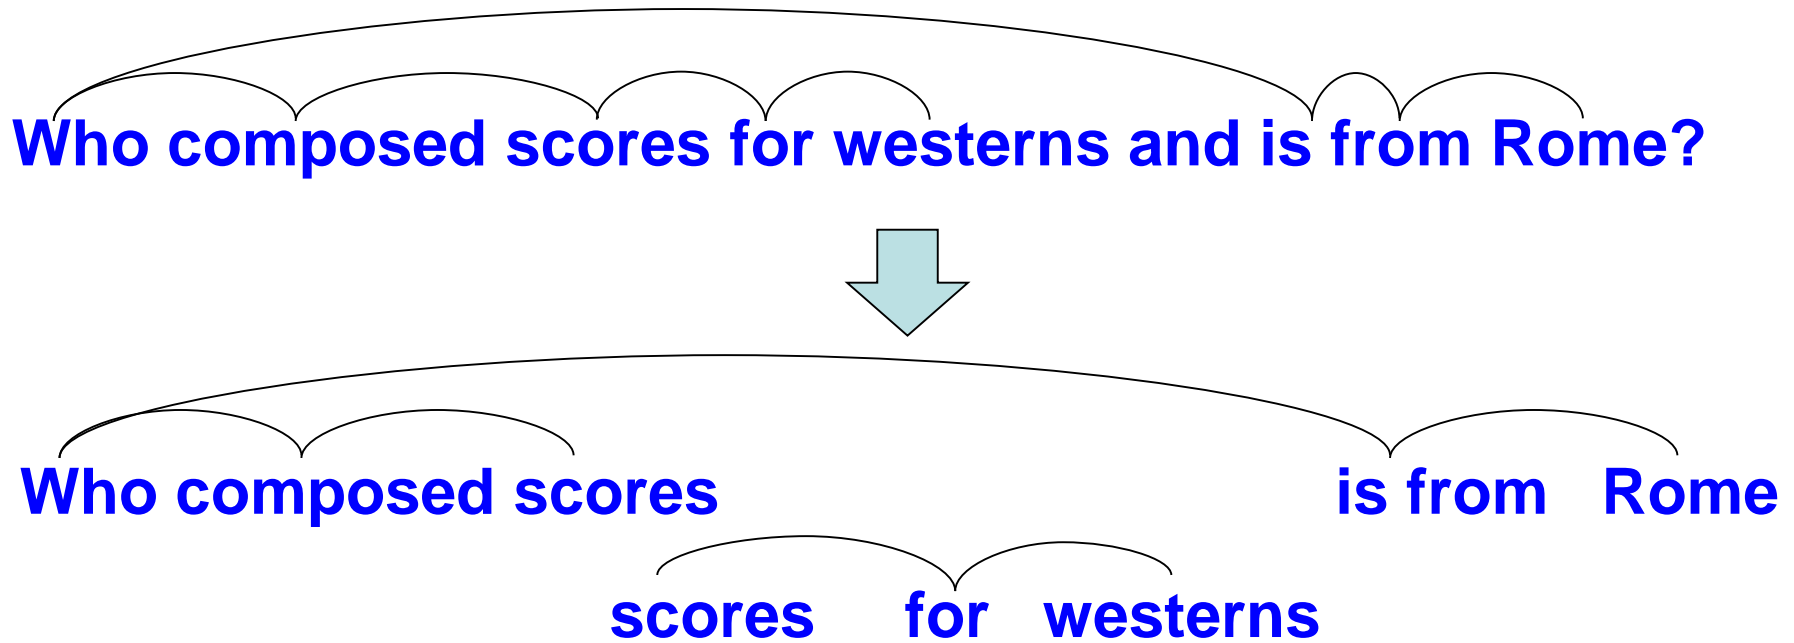 Who composed scores for westerns and is from Rome?
Who composed scores is from Rome
scores for westerns